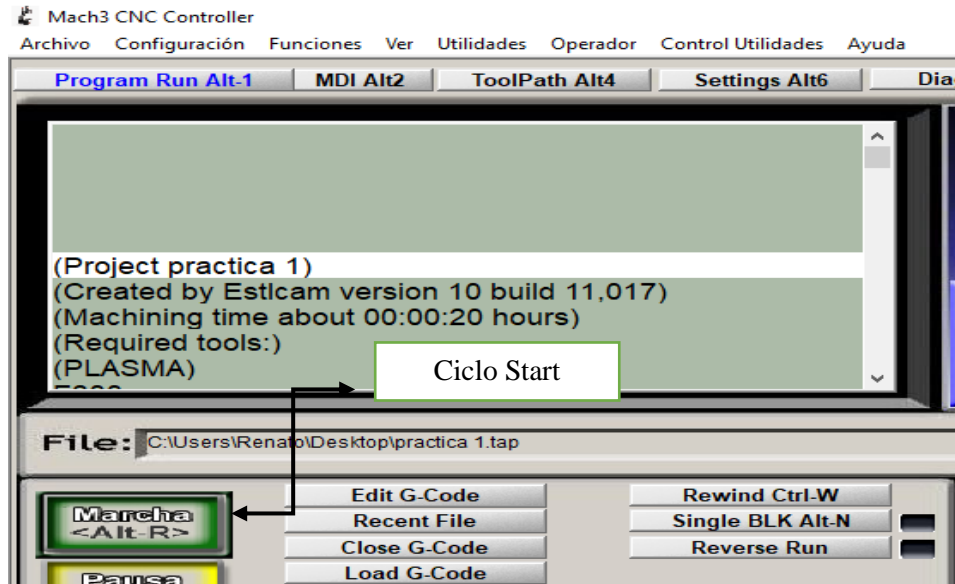 Mach3 CNC Controller
Archivo Configuración Funciones Ver Utilidades Operador Control Utilidades Ayuda
Program Run Alt-1 MDI Alt2 ToolPath Alt4 Settings Alt6 Dia
(Project practica 1)
(Created by Estlcam version 10 build 11,017)
(Machining time about 00:00:20 hours)
(Required tools:)
(PLASMA)
Ciclo Start
File: C:\Users\Renato\Desktop\practica 1.tap
Marcha
<Alt-R>
Edit G-Code
Recent File
Close G-Code
Load G-Code
Rewind Ctrl-W
Single BLK Alt-N
Reverse Run
Pausa